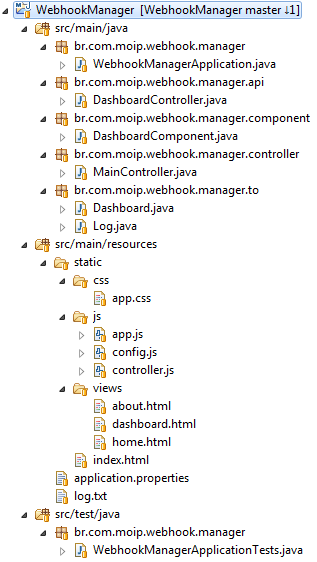 WebhookManager [WebhookManager master ↓1]
src/main/java
br.com.moip.webhook.manager
WebhookManagerApplication.java
br.com.moip.webhook.manager.api
DashboardController.java
br.com.moip.webhook.manager.component
DashboardComponent.java
br.com.moip.webhook.manager.controller
MainController.java
br.com.moip.webhook.manager.to
Dashboard.java
Log.java
src/main/resources
static
css
app.css
js
app.js
config.js
controller.js
views
about.html
dashboard.html
home.html
index.html
application.properties
log.txt
src/test/java
br.com.moip.webhook.manager
WebhookManagerApplicationTests.java